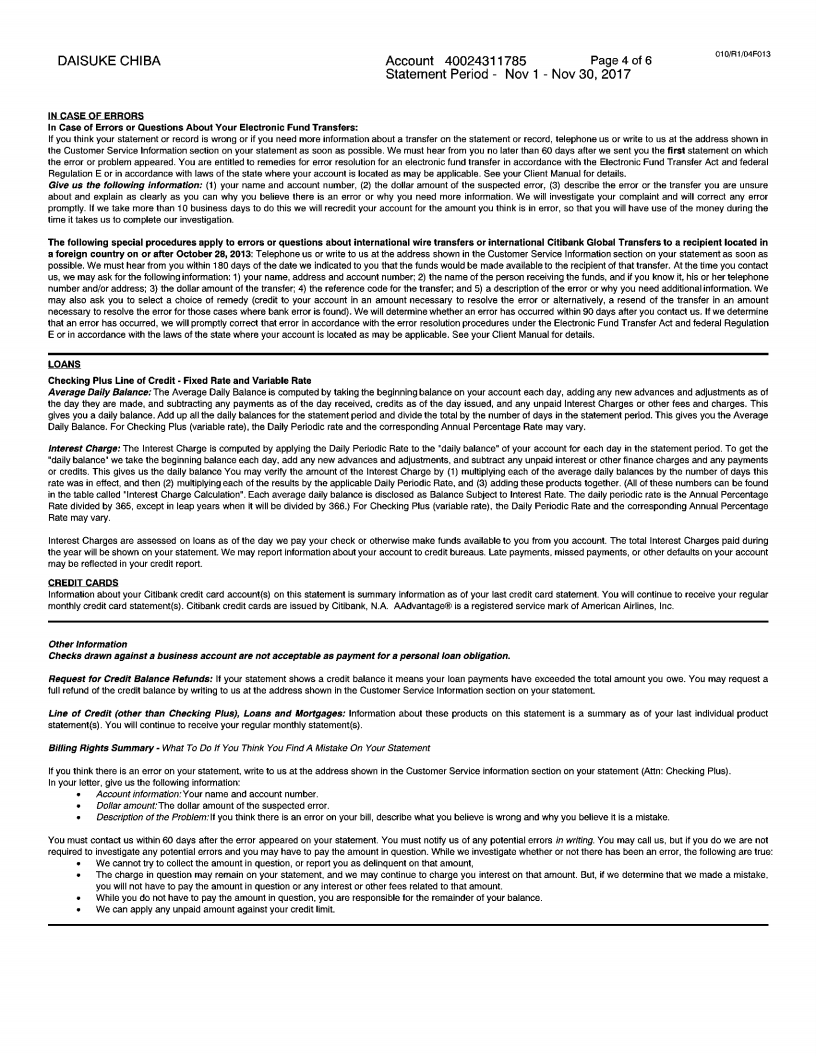 DAISUKE CHIBA
Account 40024311785 Page 4 of 6
Statement Period - Nov 1 - Nov 30, 2017
010/R1/04F013
IN CASE OF ERRORS
In Case of Errors or Questions About Your Electronic Fund Transfers:
If you think your statement or record is wrong or if you need more information about a transfer on the statement or record, telephone us or write to us at the address shown in
the Customer Service Information section on your statement as soon as possible. We must hear from you no later than 60 days after we sent you the first statement on which
the error or problem appeared. You are entitled to remedies for error resolution for an electronic fund transfer in accordance with the Electronic Fund Transfer Act and federal
Regulation E or in accordance with laws of the state where your account is located as may be applicable. See your Client Manual for details.
Give us the following information: (1) your name and account number, (2) the dollar amount of the suspected error, (3) describe the error or the transfer you are unsure
about and explain as clearly as you can why you believe there is an error or why you need more information. We will investigate your complaint and will correct any error
promptly. If we take more than 10 business days to do this we will recredit your account for the amount you think is in error, so that you will have use of the money during the
time it takes us to complete our investigation.
The following special procedures apply to errors or questions about international wire transfers or international Citibank Global Transfers to a recipient located in
a foreign country on or after October 28, 2013: Telephone us or write to us at the address shown in the Customer Service Information section on your statement as soon as
possible. We must hear from you within 180 days of the date we indicated to you that the funds would be made available to the recipient of that transfer. At the time you contact
us, we may ask for the following information: 1) your name, address and account number; 2) the name of the person receiving the funds, and if you know it, his or her telephone
number and/or address; 3) the dollar amount of the transfer; 4) the reference code for the transfer; and 5) a description of the error or why you need additional information. We
may also ask you to select a choice of remedy (credit to your account in an amount necessary to resolve the error or alternatively, a resend of the transfer in an amount
necessary to resolve the error for those cases where bank error is found). We will determine whether an error has occurred within 90 days after you contact us. If we determine
that an error has occurred, we will promptly correct that error in accordance with the error resolution procedures under the Electronic Fund Transfer Act and federal Regulation
E or in accordance with the laws of the state where your account is located as may be applicable. See your Client Manual for details.
LOANS
Checking Plus Line of Credit - Fixed Rate and Variable Rate
Average Daily Balance: The Average Daily Balance is computed by taking the beginning balance on your account each day, adding any new advances and adjustments as of
the day they are made, and subtracting any payments as of the day received, credits as of the day issued, and any unpaid Interest Charges or other fees and charges. This
gives you a daily balance. Add up all the daily balances for the statement period and divide the total by the number of days in the statement period. This gives you the Average
Daily Balance. For Checking Plus (variable rate), the Daily Periodic rate and the corresponding Annual Percentage Rate may vary.
Interest Charge: The Interest Charge is computed by applying the Daily Periodic Rate to the "daily balance" of your account for each day in the statement period. To get the
"daily balance" we take the beginning balance each day, add any new advances and adjustments, and subtract any unpaid interest or other finance charges and any payments
or credits. This gives us the daily balance You may verify the amount of the Interest Charge by (1) multiplying each of the average daily balances by the number of days this
rate was in effect, and then (2) multiplying each of the results by the applicable Daily Periodic Rate, and (3) adding these products together. (All of these numbers can be found
in the table called "Interest Charge Calculation". Each average daily balance is disclosed as Balance Subject to Interest Rate. The daily periodic rate is the Annual Percentage
Rate divided by 365, except in leap years when it will be divided by 366.) For Checking Plus (variable rate), the Daily Periodic Rate and the corresponding Annual Percentage
Rate may vary.
Interest Charges are assessed on loans as of the day we pay your check or otherwise make funds available to you from you account. The total Interest Charges paid during
the year will be shown on your statement. We may report information about your account to credit bureaus. Late payments, missed payments, or other defaults on your account
may be reflected in your credit report.
CREDIT CARDS
Information about your Citibank credit card account(s) on this statement is summary information as of your last credit card statement. You will continue to receive your regular
monthly credit card statement(s). Citibank credit cards are issued by Citibank, N.A. AAdvantage® is a registered service mark of American Airlines, Inc.
Other Information
Checks drawn against a business account are not acceptable as payment for a personal loan obligation.
Request for Credit Balance Refunds: If your statement shows a credit balance it means your loan payments have exceeded the total amount you owe. You may request a
full refund of the credit balance by writing to us at the address shown in the Customer Service Information section on your statement.
Line of Credit (other than Checking Plus), Loans and Mortgages: Information about these products on this statement is a summary as of your last individual product
statement(s). You will continue to receive your regular monthly statement(s).
Billing Rights Summary - What To Do If You Think You Find A Mistake On Your Statement
If you think there is an error on your statement, write to us at the address shown in the Customer Service information section on your statement (Attn: Checking Plus).
In your letter, give us the following information:
• Account information: Your name and account number.
• Dollar amount: The dollar amount of the suspected error.
• Description of the Problem: If you think there is an error on your bill, describe what you believe is wrong and why you believe it is a mistake.
You must contact us within 60 days after the error appeared on your statement. You must notify us of any potential errors in writing. You may call us, but if you do we are not
required to investigate any potential errors and you may have to pay the amount in question. While we investigate whether or not there has been an error, the following are true:
• We cannot try to collect the amount in question, or report you as delinquent on that amount,
• The charge in question may remain on your statement, and we may continue to charge you interest on that amount. But, if we determine that we made a mistake,
you will not have to pay the amount in question or any interest or other fees related to that amount.
• While you do not have to pay the amount in question, you are responsible for the remainder of your balance.
• We can apply any unpaid amount against your credit limit.